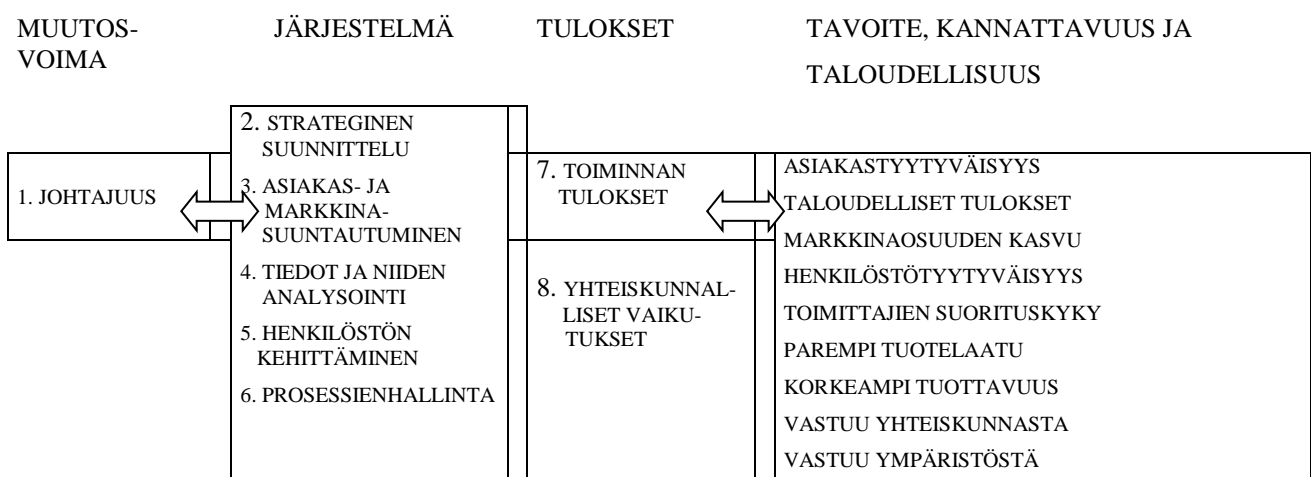 MUUTOS-
VOIMA
JÄRJESTELMÄ
TULOKSET
TAVOITE, KANNATTAVUUS JA
TALOUDELLISUUS
1. JOHTAJUUS
2. STRATEGINEN
SUUNNITTELU
3. ASIAKAS- JA
MARKKINA-
SUUNTAUTUMINEN
4. TIEDOT JA NIIDEN
ANALYSOINTI
5. HENKILÖSTÖN
KEHITTÄMINEN
6. PROSESSIENHALLINTA
7. TOIMINNAN
TULOKSET
8. YHTEISKUNNAL-
LISET VAIKU-
TUKSET
ASIAKASTYYTYVÄISYYS
TALOUDELLISET TULOKSET
MARKKINAOSUUDEN KASVU
HENKILÖSTÖTYYTYVÄISYYS
TOIMITTAJIEN SUORITUSKYKY
PAREMPI TUOTELAATU
KORKEAMPI TUOTTAVUUS
VASTUU YHTEISKUNNASTA
VASTUU YMPÄRISTÖSTÄ